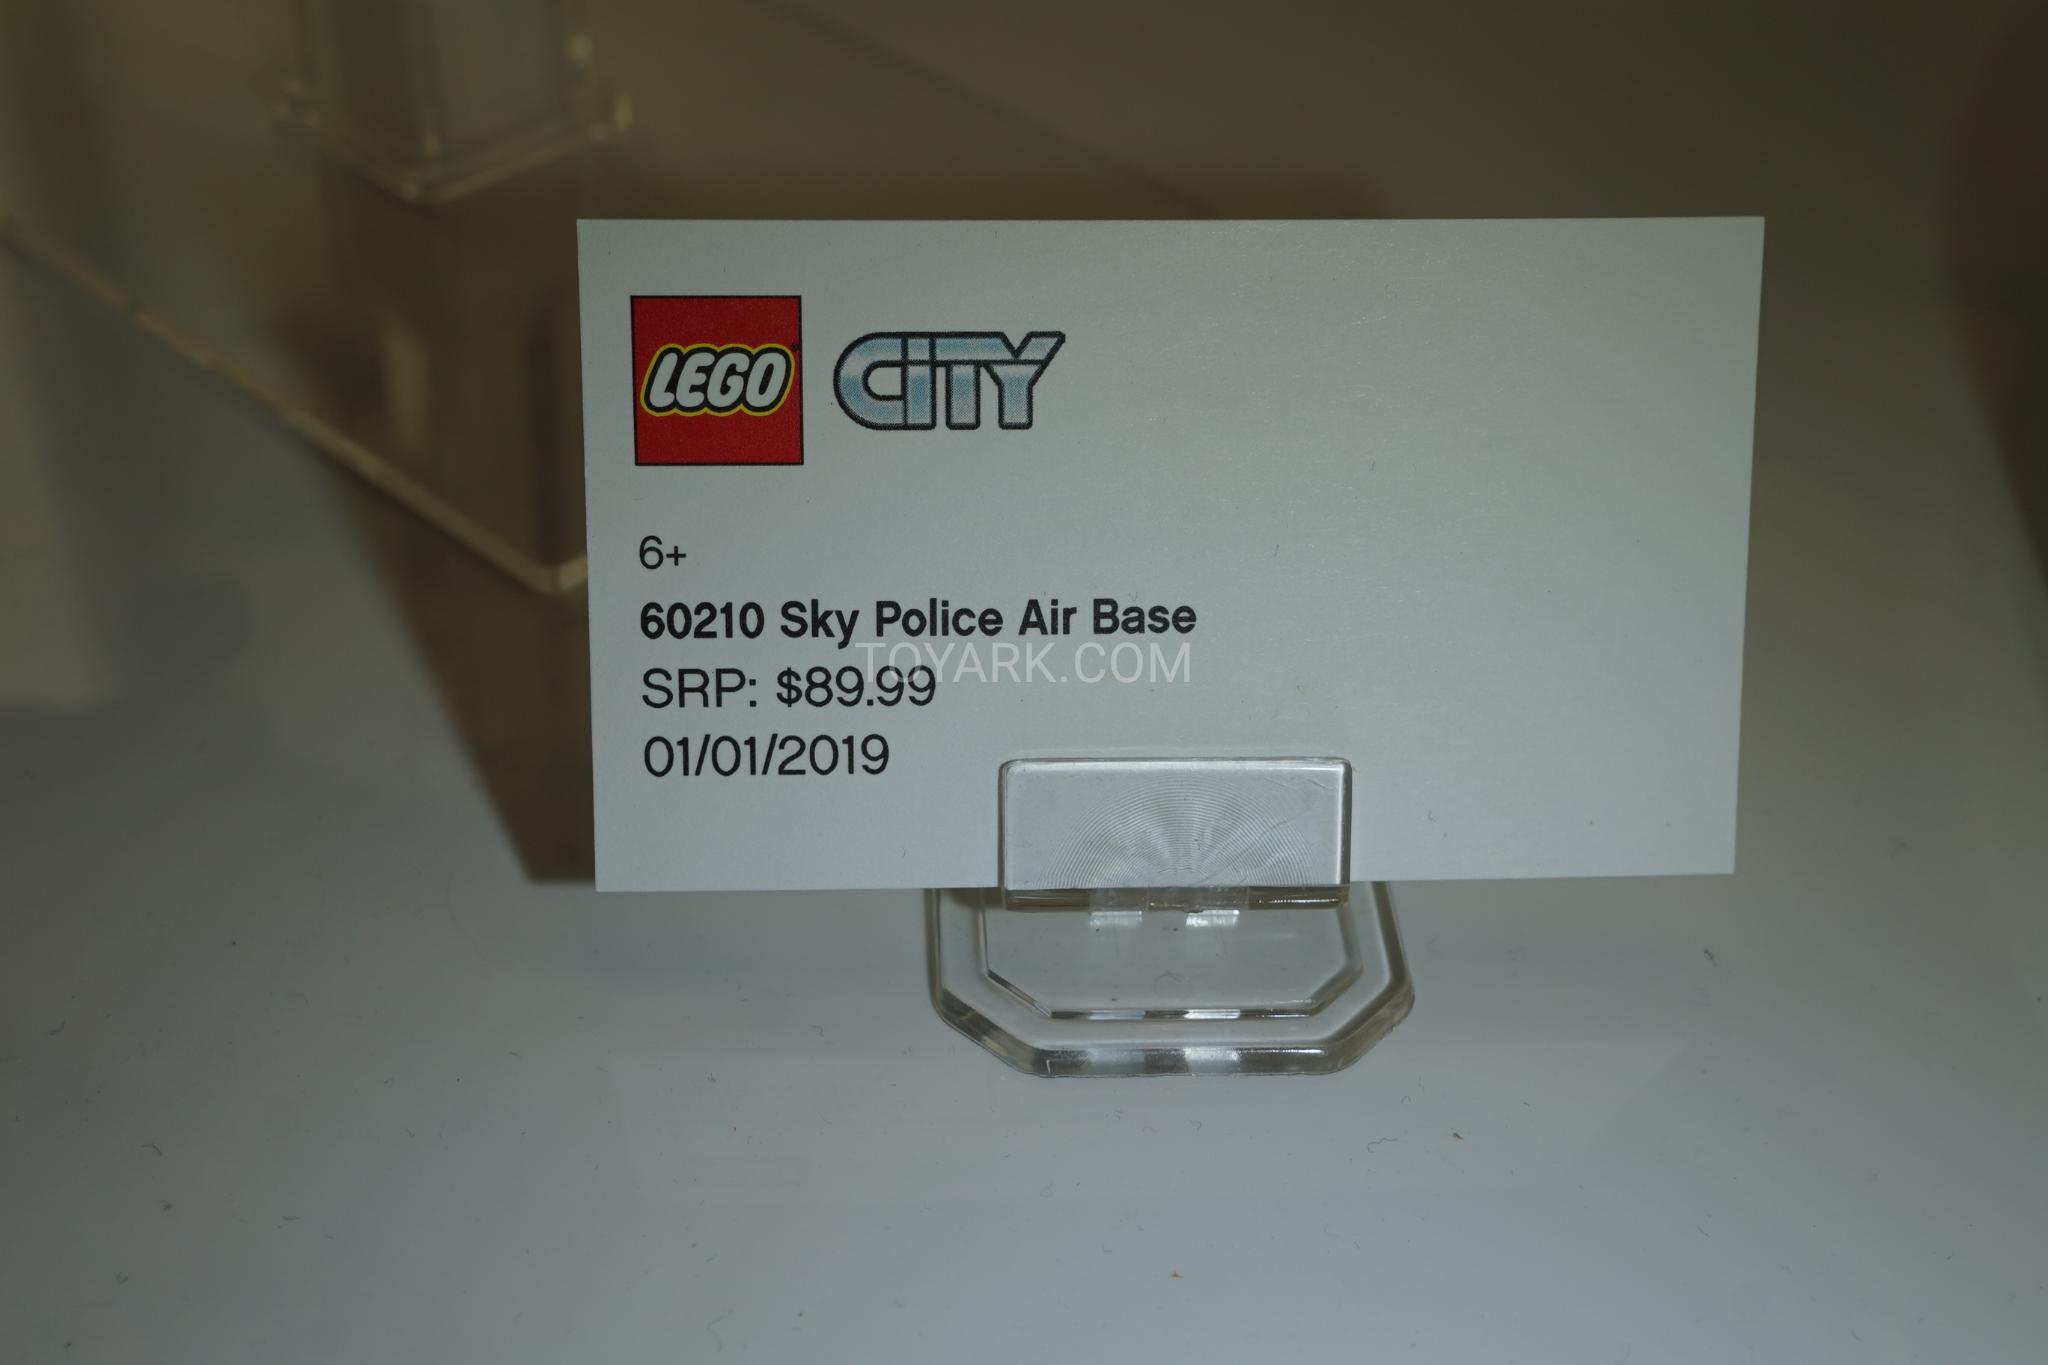 LEGO CITY
6+
60210 Sky Police Air Base
TOYARK.COM
SRP: $89.99
01/01/2019